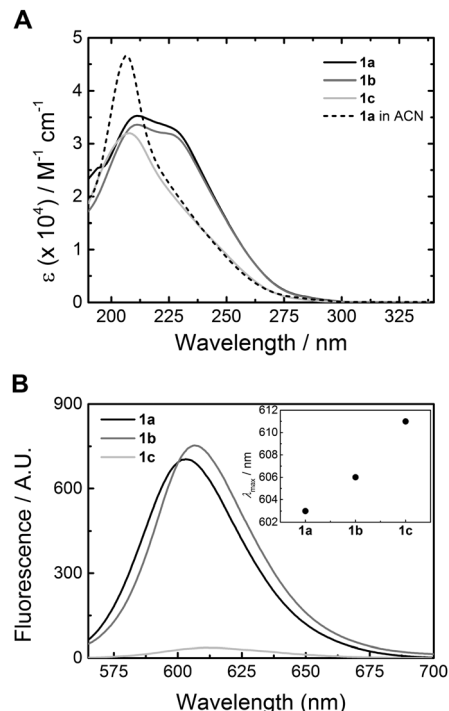 A
ε (x 10⁴) / M⁻¹ cm⁻¹
5
4
3
2
1
0
1a
1b
1c
1a in ACN
200 225 250 275 300 325
Wavelength / nm
B
Fluorescence / A.U.
900
600
300
0
1a
1b
1c
λmax / nm
612
610
608
606
604
602
1a 1b 1c
575 600 625 650 675 700
Wavelength (nm)